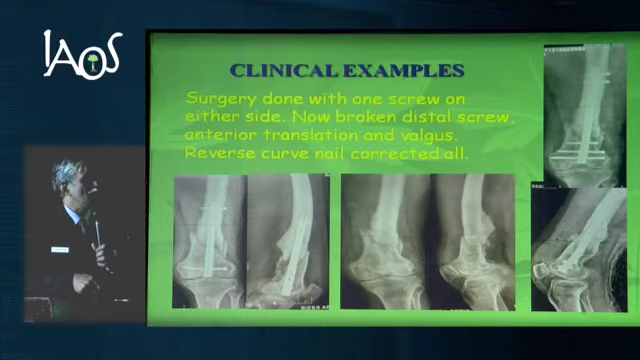 IAOS
CLINICAL EXAMPLES
Surgery done with one screw on
either side. Now broken distal screw,
anterior translation and valgus.
Reverse curve nail corrected all.